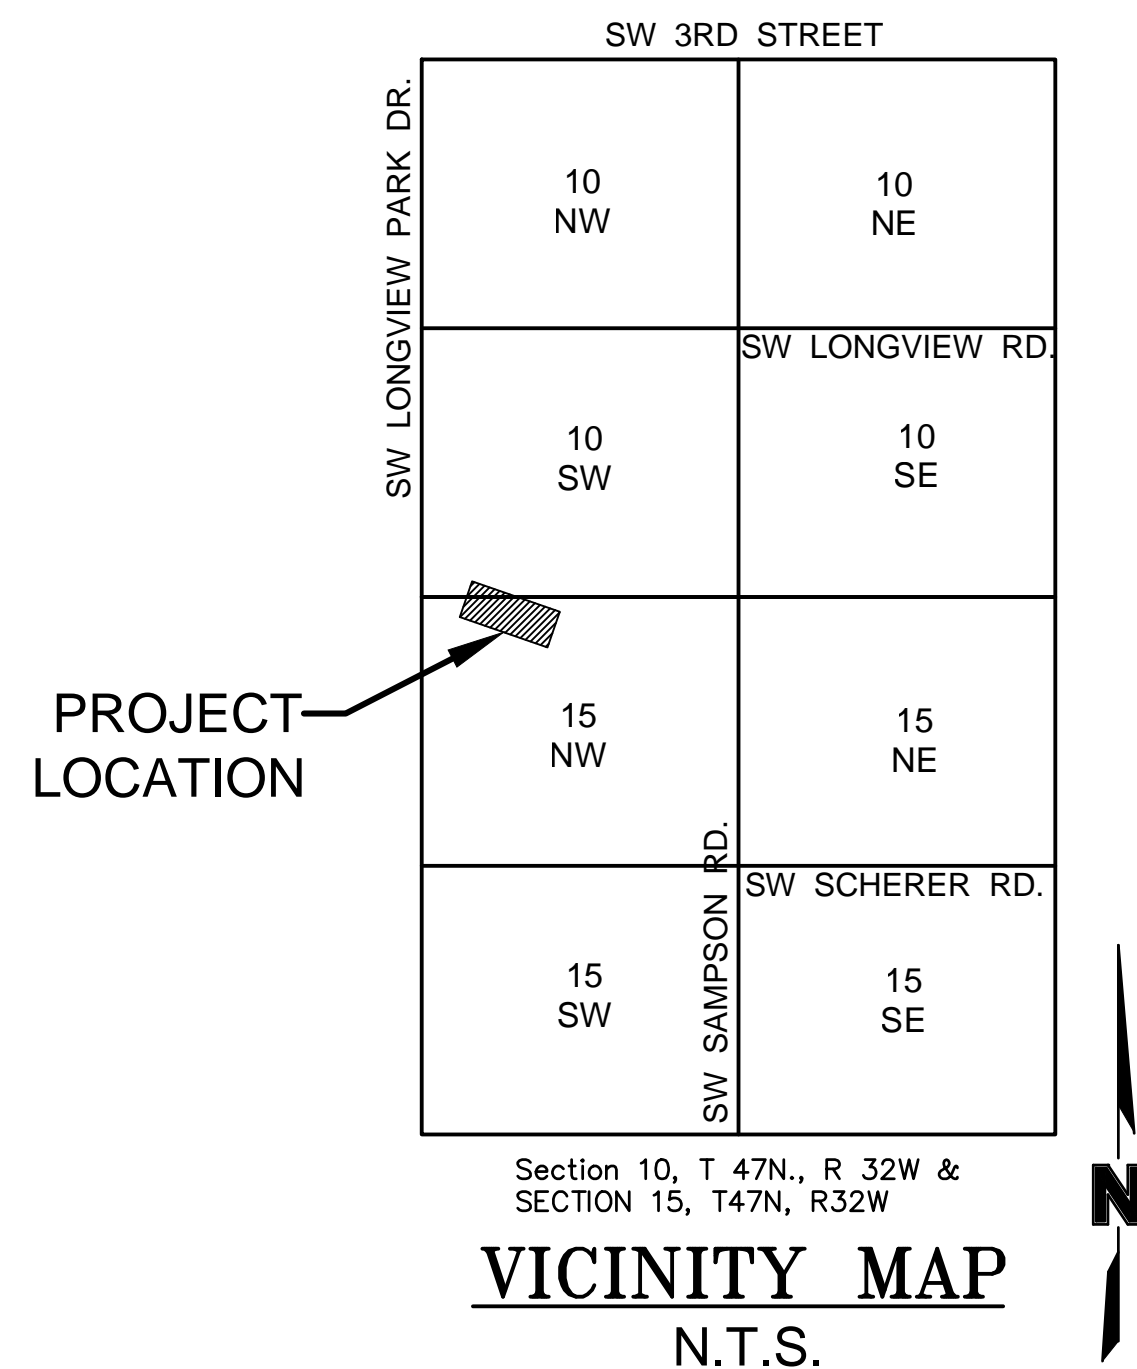 SW 3RD STREET
SW LONGVIEW PARK DR.
10
NW
10
NE
SW LONGVIEW RD.
10
SW
10
SE
PROJECT
LOCATION
15
NW
15
NE
SW SAMPSON RD.
SW SCHERER RD.
15
SW
15
SE
Section 10, T 47N., R 32W &
SECTION 15, T47N, R32W
N
VICINITY MAP
N.T.S.